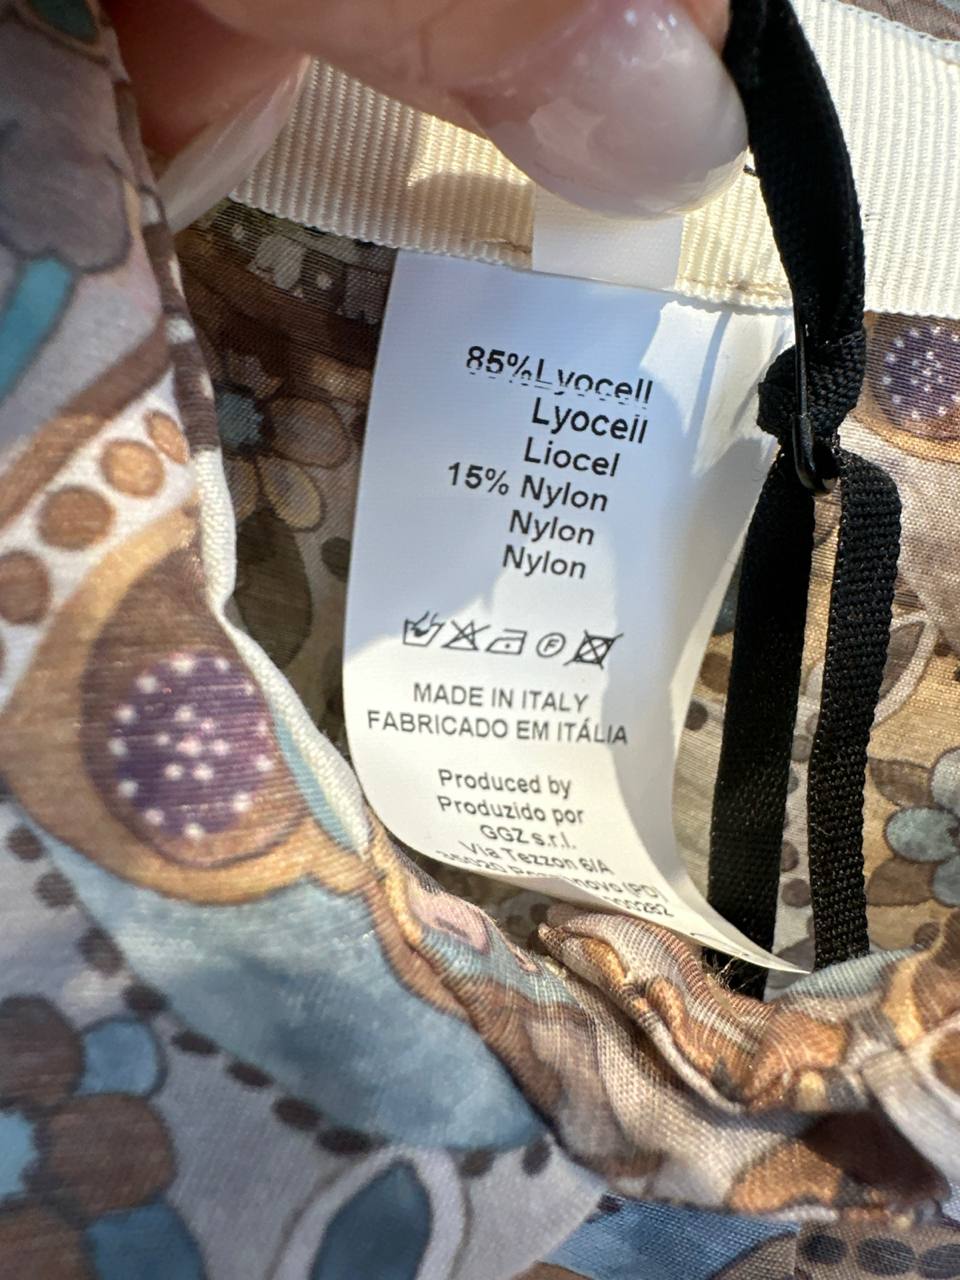 85%Lyocell
Lyocell
Liocel
15% Nylon
Nylon
Nylon
F
MADE IN ITALY
FABRICADO EM ITÁLIA
Produced by
Produzido por
GGZ s.r.l.
Via Tezzon 6/A
(PD)